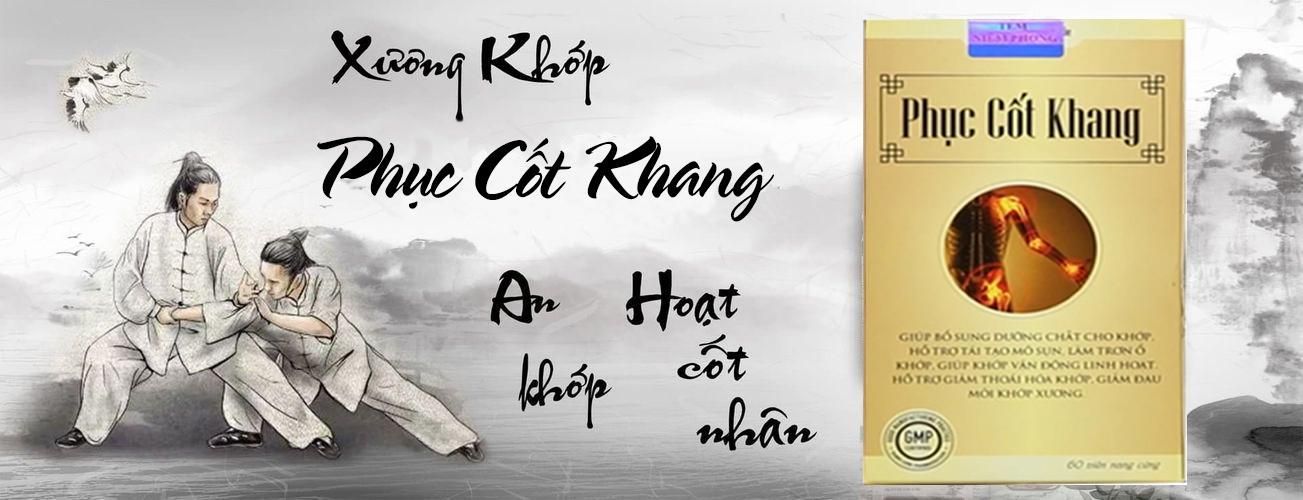 Xương Khớp
Phục Cốt Khang
An Hoạt
khớp cốt
nhân
TEM
Phục Cốt Khang
GIÚP BỔ SUNG DƯỠNG CHẤT CHO KHỚP,
HỖ TRỢ TÁI TẠO MÔ SỤN, LÀM TRƠN Ổ
KHỚP, GIÚP KHỚP VẬN ĐỘNG LINH HOẠT.
HỖ TRỢ GIẢM THOÁI HÓA KHỚP, GIẢM ĐAU
MỎI KHỚP XƯƠNG.
GMP
60 viên nang cứng